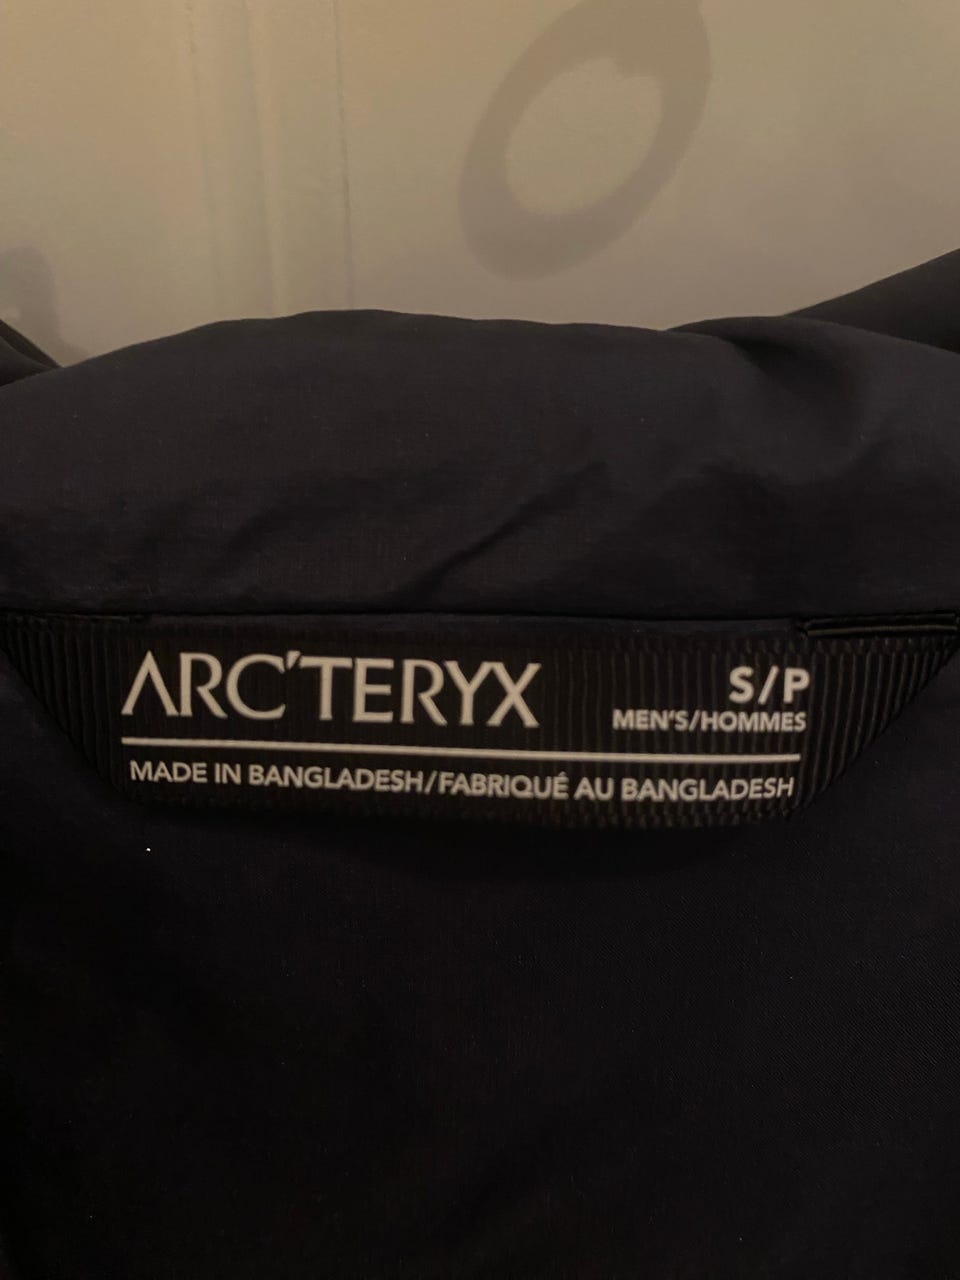 ARC'TERYX
S/P
MEN'S/HOMMES
MADE IN BANGLADESH/FABRIQUÉ AU BANGLADESH